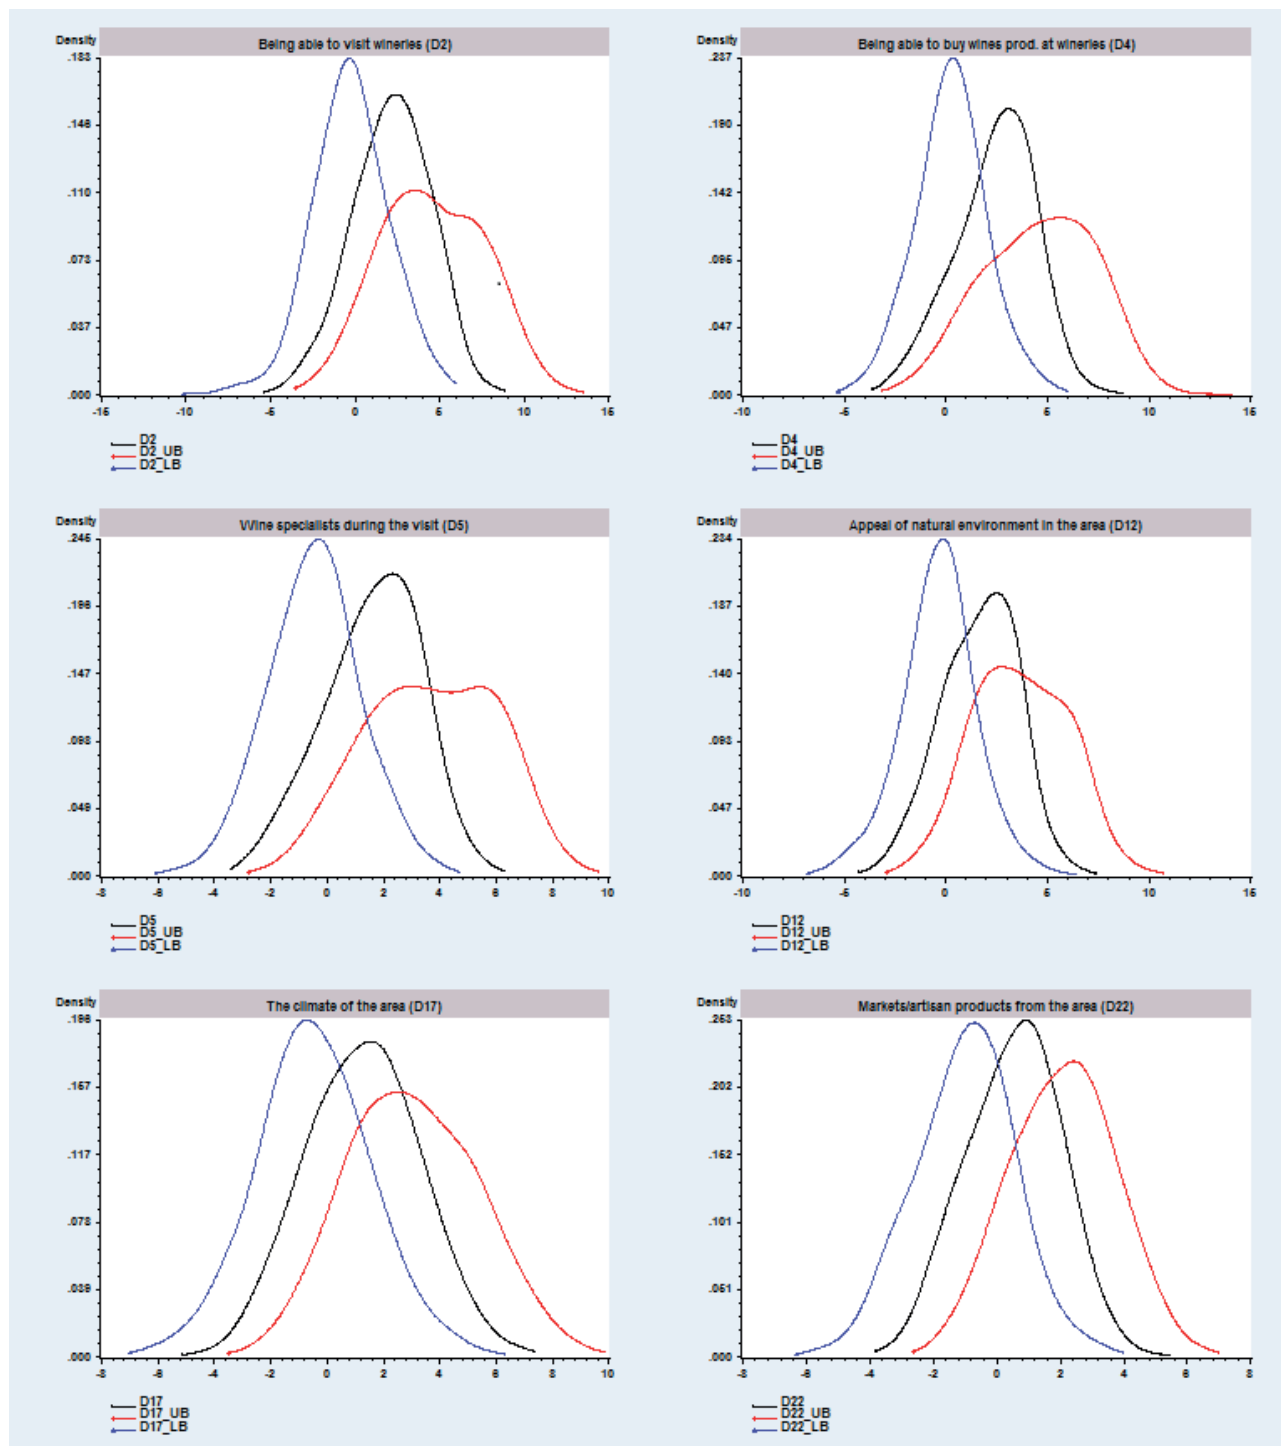 Density
Being able to visit wineries (D2)
.183
.146
.110
.073
.037
.000
-15 -10 -5 0 5 10 15
D2
D2_UB
D2_LB
Density
Being able to buy wines prod. at wineries (D4)
.237
.190
.142
.095
.047
.000
-10 -5 0 5 10 15
D4
D4_UB
D4_LB
Density
Wine specialists during the visit (D5)
.245
.196
.147
.098
.049
.000
-8 -6 -4 -2 0 2 4 6 8 10
D5
D5_UB
D5_LB
Density
Appeal of natural environment in the area (D12)
.234
.187
.140
.093
.047
.000
-10 -5 0 5 10 15
D12
D12_UB
D12_LB
Density
The climate of the area (D17)
.196
.157
.117
.078
.039
.000
-8 -6 -4 -2 0 2 4 6 8 10
D17
D17_UB
D17_LB
Density
Markets/artisan products from the area (D22)
.253
.202
.152
.101
.051
.000
-8 -6 -4 -2 0 2 4 6 8
D22
D22_UB
D22_LB